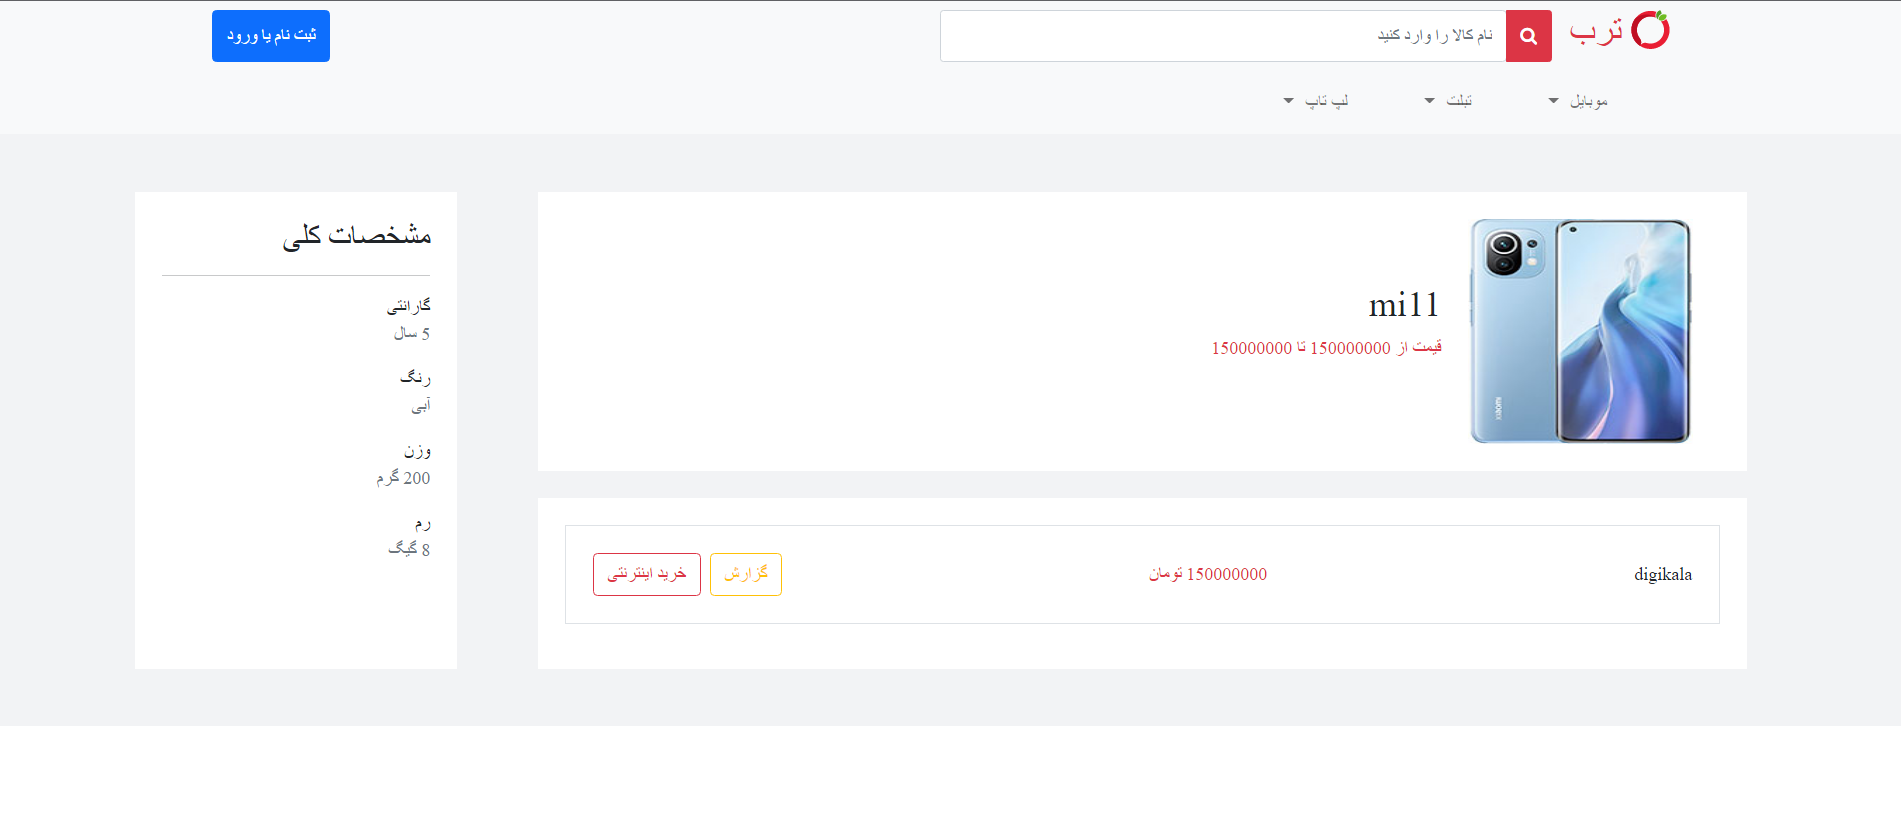 ترب
نام کالا را وارد کنید
ثبت نام یا ورود
موبایل
تبلت
لپ تاپ
mi11
قیمت از 150000000 تا 150000000
XIAOMI
digikala
150000000 تومان
گزارش
خرید اینترنتی
مشخصات کلی
گارانتی
5 سال
رنگ
آبی
وزن
200 گرم
رم
8 گیگ